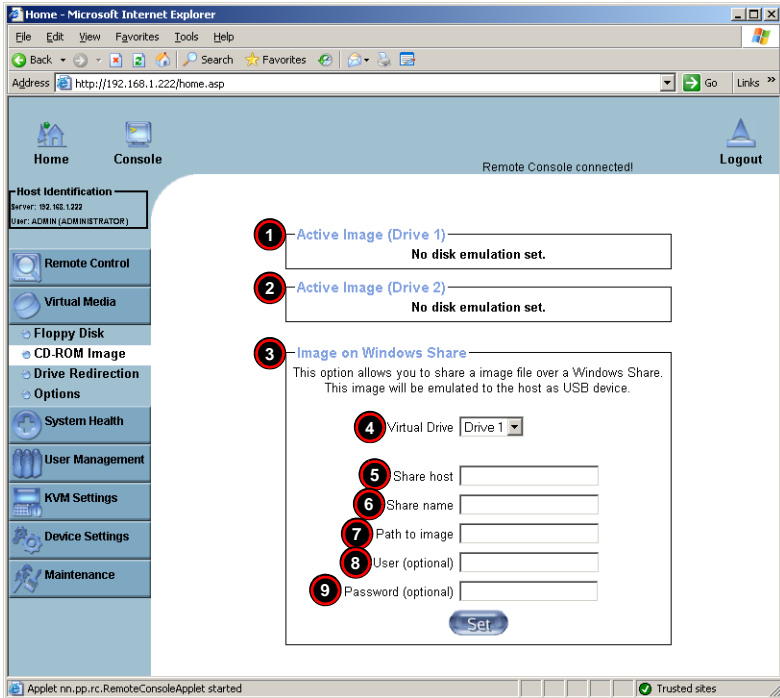 Home - Microsoft Internet Explorer
File Edit View Favorites Tools Help
Back Search Favorites
Address http://192.168.1.222/home.asp Go Links »
Home Console Remote Console connected! Logout
Host Identification
Server: 192.168.1.222
User: ADMIN (ADMINISTRATOR)
Remote Control
Virtual Media
Floppy Disk
CD-ROM Image
Drive Redirection
Options
System Health
User Management
KVM Settings
Device Settings
Maintenance
1 Active Image (Drive 1)
No disk emulation set.
2 Active Image (Drive 2)
No disk emulation set.
3 Image on Windows Share
This option allows you to share a image file over a Windows Share.
This image will be emulated to the host as USB device.
4 Virtual Drive Drive 1
5 Share host
6 Share name
7 Path to image
8 User (optional)
9 Password (optional)
Set
Applet nn.pp.rc.RemoteConsoleApplet started Trusted sites